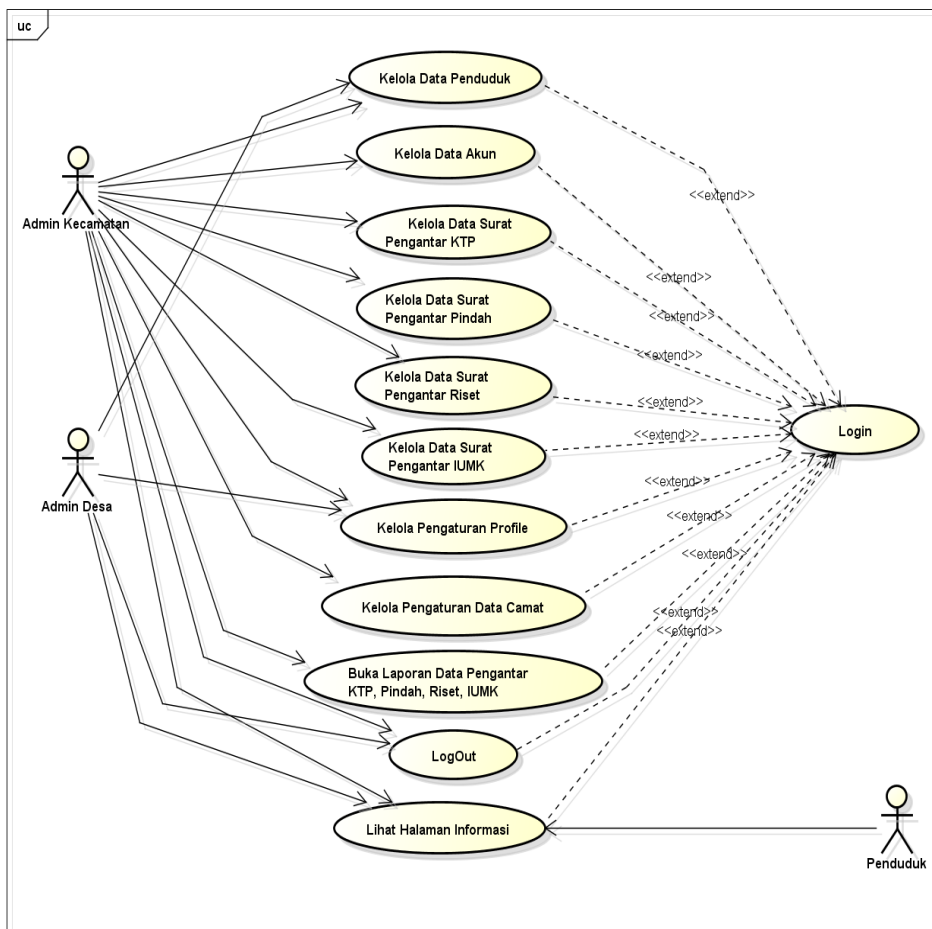 uc
Kelola Data Penduduk
Kelola Data Akun
<<extend>>
Admin Kecamatan
Kelola Data Surat
Pengantar KTP
<<extend>>
Kelola Data Surat
Pengantar Pindah
<<extend>>
<<extend>>
Kelola Data Surat
Pengantar Riset
<<extend>>
Login
Kelola Data Surat
Pengantar IUMK
<<extend>>
Admin Desa
<<extend>>
Kelola Pengaturan Profile
<<extend>>
<<extend>>
Kelola Pengaturan Data Camat
<<extend>>
<<extend>>
Buka Laporan Data Pengantar
KTP, Pindah, Riset, IUMK
LogOut
Lihat Halaman Informasi
Penduduk